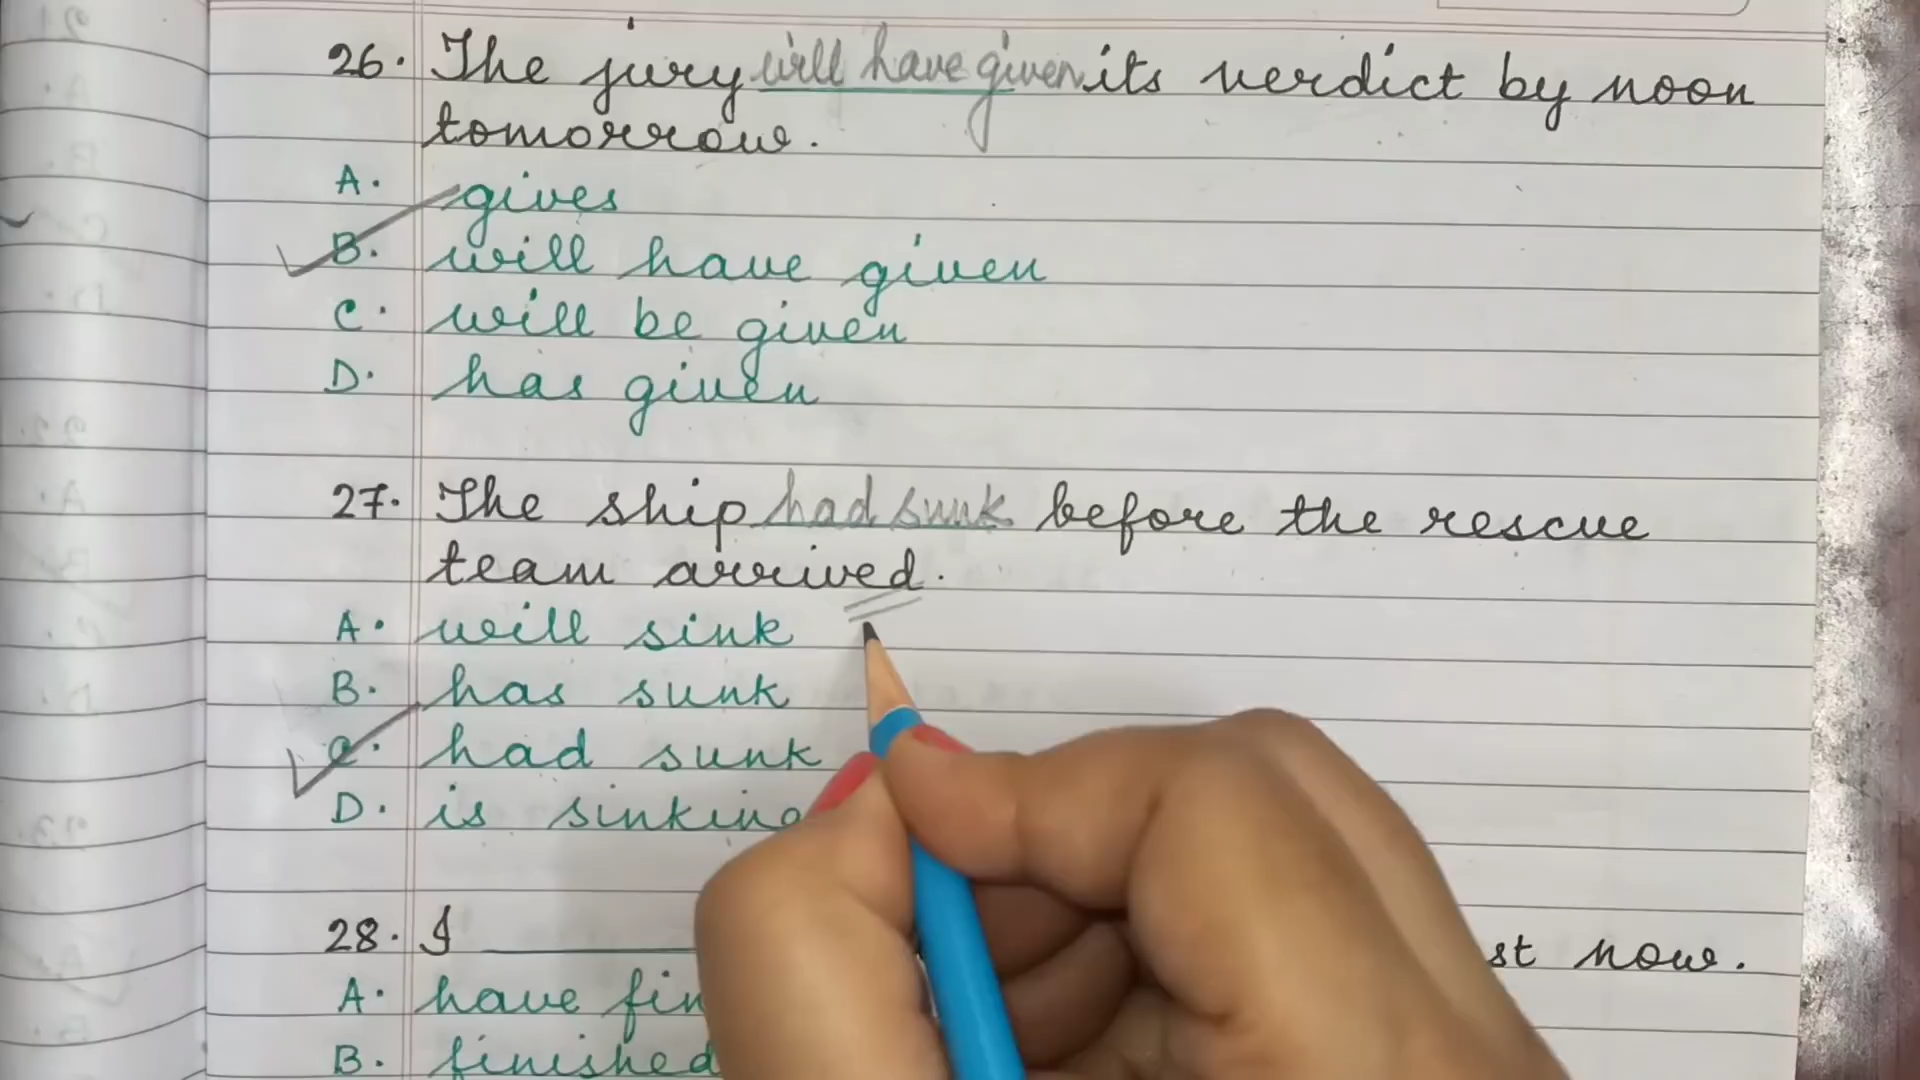 26. The jury will have given its verdict by noon
tomorrow.
A. gives
B. will have given
C. will be given
D. has given
27. The ship had sunk before the rescue
team arrived.
A. will sink
B. has sunk
C. had sunk
D. is sinking
28. I now.
A. have
B. finished